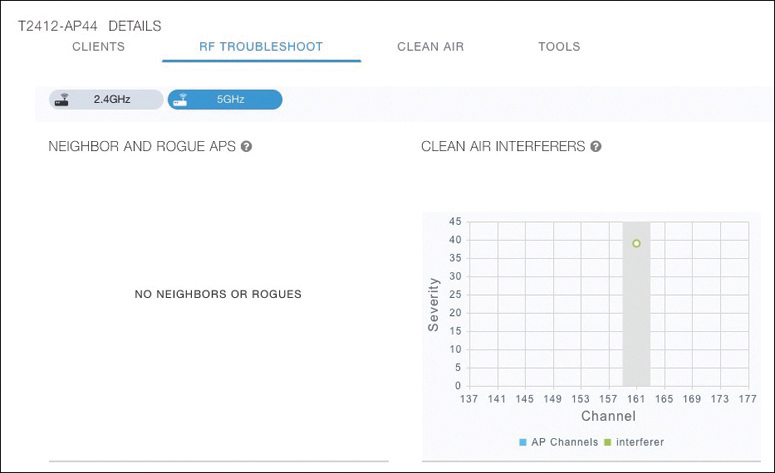 T2412-AP44 DETAILS
CLIENTS RF TROUBLESHOOT CLEAN AIR TOOLS
2.4GHz 5GHz
NEIGHBOR AND ROGUE APS ?
NO NEIGHBORS OR ROGUES
CLEAN AIR INTERFERERS ?
Severity
45
40
35
30
25
20
15
10
5
0
137 141 145 149 153 157 161 165 169 173 177
Channel
AP Channels interferer